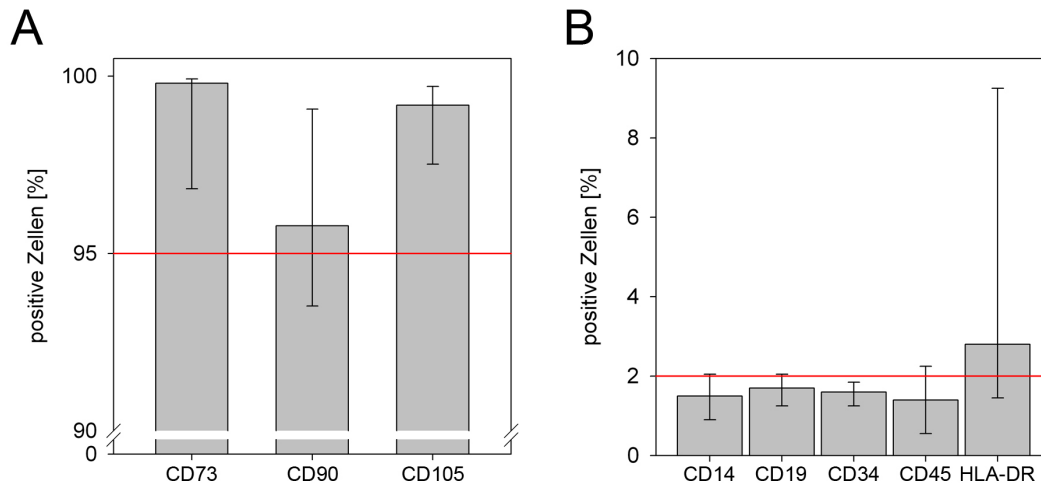 A
positive Zellen [%]
100
95
90
0
CD73 CD90 CD105
B
positive Zellen [%]
10
8
6
4
2
0
CD14 CD19 CD34 CD45 HLA-DR